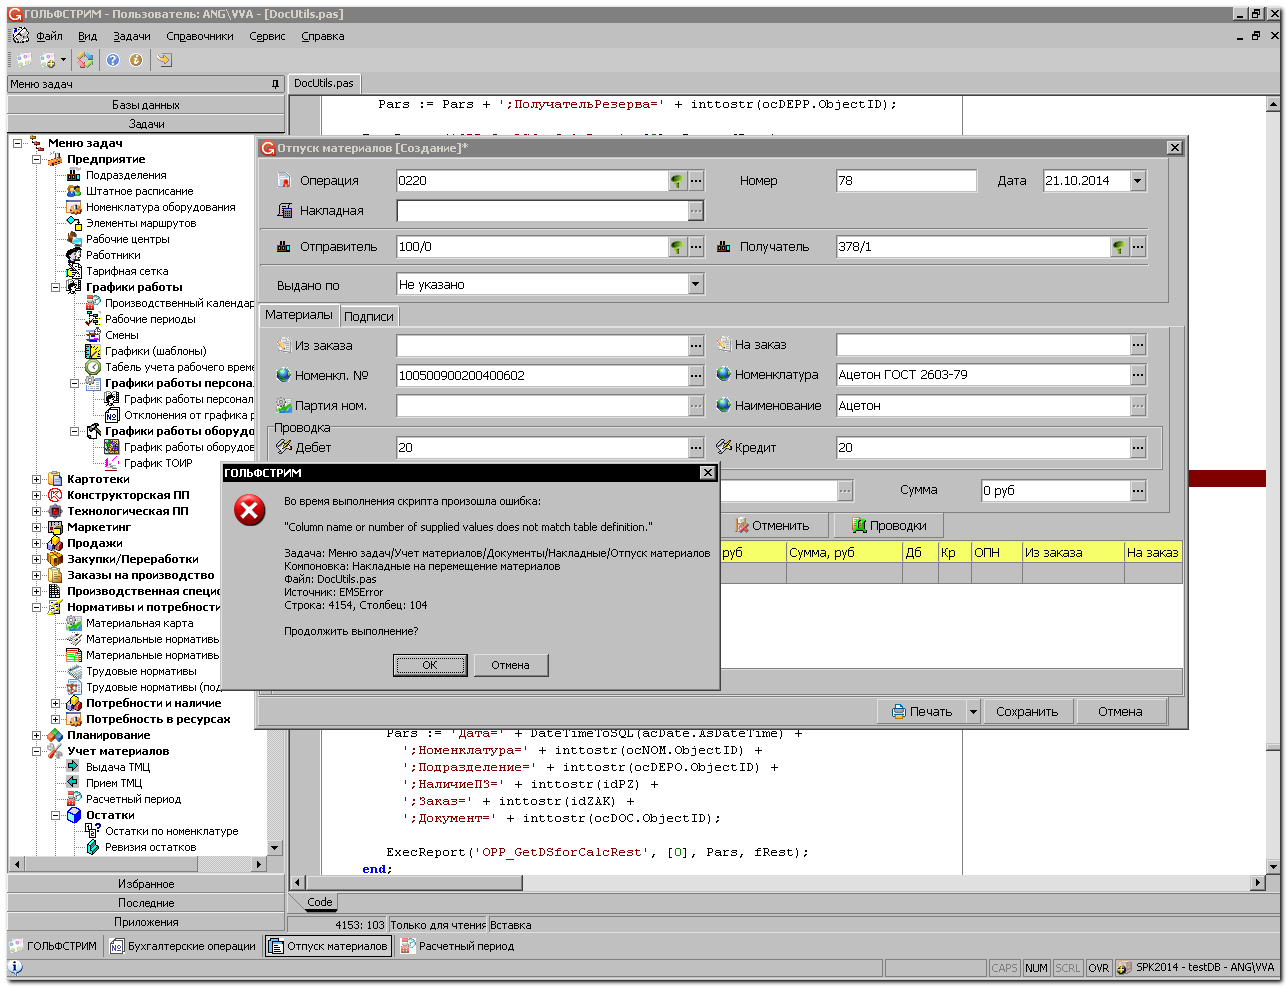 ГОЛЬФСТРИМ - Пользователь: ANG\VVA - [DocUtils.pas]
Файл Вид Задачи Справочники Сервис Справка
Меню задач
DocUtils.pas
Базы данных
Задачи
Pars := Pars + ';ПолучательРезерва=' + inttostr(ocDEPP.ObjectID);
Меню задач
Предприятие
Подразделения
Штатное расписание
Номенклатура оборудования
Элементы маршрутов
Рабочие центры
Работники
Тарифная сетка
Графики работы
Производственный календар
Рабочие периоды
Смены
Графики (шаблоны)
Табель учета рабочего време
Графики работы персона
График работы персонал
Отклонения от графика р
Графики работы оборудо
График работы оборудов
График ТОИР
Картотеки
Конструкторская ПП
Технологическая ПП
Маркетинг
Продажи
Закупки/Переработки
Заказы на производство
Производственная специс
Нормативы и потребности
Материальная карта
Материальные норматив
Материальные норматив
Трудовые нормативы
Трудовые нормативы (под
Потребности и наличие
Потребность в ресурсах
Планирование
Учет материалов
Выдача ТМЦ
Прием ТМЦ
Расчетный период
Остатки
Остатки по номенклатуре
Ревизия остатков
Избранное
Последние
Приложения
Отпуск материалов [Создание]*
Операция 0220 Номер 78 Дата 21.10.2014
Накладная
Отправитель 100/0 Получатель 378/1
Выдано по Не указано
Материалы Подписи
Из заказа На заказ
Номенкл. № 100500900200400602 Номенклатура Ацетон ГОСТ 2603-79
Партия ном. Наименование Ацетон
Проводка
Дебет 20 Кредит 20
Сумма 0 руб
Отменить Проводки
руб Сумма, руб Дб Кр ОПН Из заказа На заказ
Печать Сохранить Отмена
ГОЛЬФСТРИМ
Во время выполнения скрипта произошла ошибка:
"Column name or number of supplied values does not match table definition."
Задача: Меню задач/Учет материалов/Документы/Накладные/Отпуск материалов
Компоновка: Накладные на перемещение материалов
Файл: DocUtils.pas
Источник: EMSError
Строка: 4154, Столбец: 104
Продолжить выполнение?
OK Отмена
Pars := 'Дата=' + DateTimeToSQL(acDate.AsDateTime) +
';Номенклатура=' + inttostr(ocNOM.ObjectID) +
';Подразделение=' + inttostr(ocDEPO.ObjectID) +
';НаличиеПЗ=' + inttostr(idPZ) +
';Заказ=' + inttostr(idZAK) +
';Документ=' + inttostr(ocDOC.ObjectID);
ExecReport('OPP_GetDSforCalcRest', [0], Pars, fRest);
end;
Code
4153: 103 Только для чтения Вставка
ГОЛЬФСТРИМ Бухгалтерские операции Отпуск материалов Расчетный период
CAPS NUM SCRL OVR SPK2014 - testDB - ANG\VVA